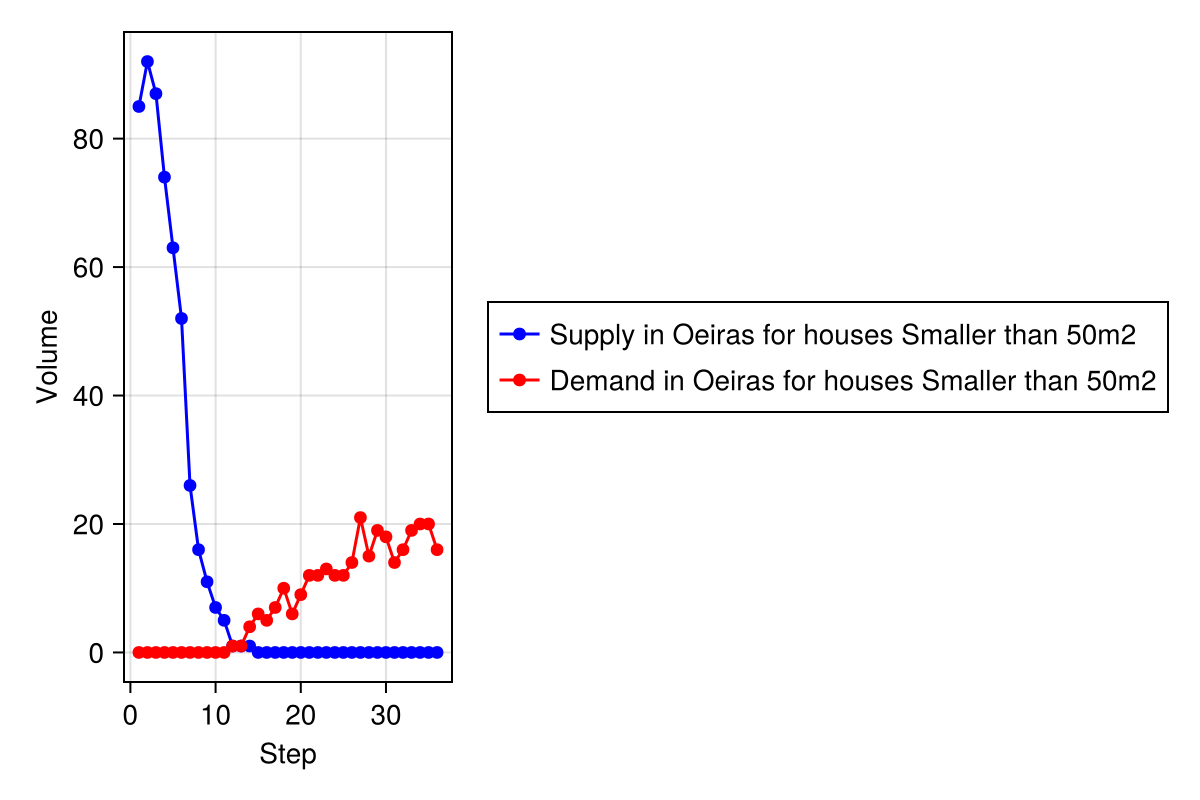 80
60
40
20
0
Volume
0 10 20 30
Step
Supply in Oeiras for houses Smaller than 50m2
Demand in Oeiras for houses Smaller than 50m2